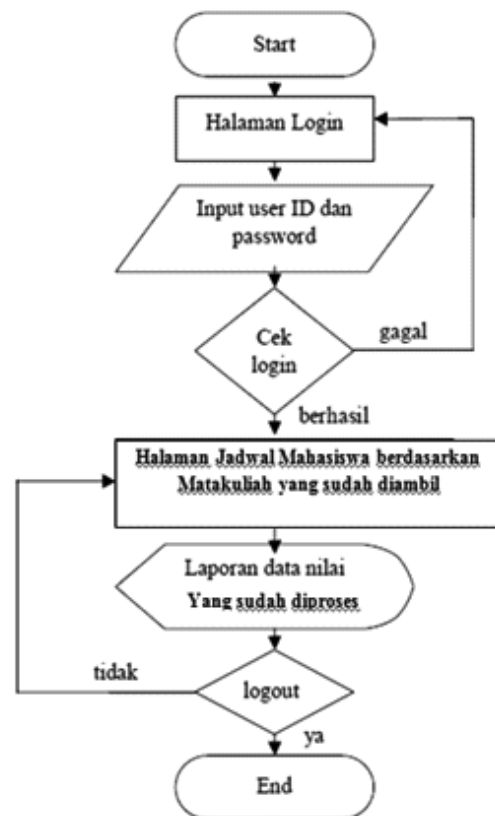 Start
Halaman Login
Input user ID dan
password
Cek
login
gagal
berhasil
Halaman Jadwal Mahasiswa berdasarkan
Matakuliah yang sudah diambil
Laporan data nilai
Yang sudah diproses
tidak
logout
ya
End